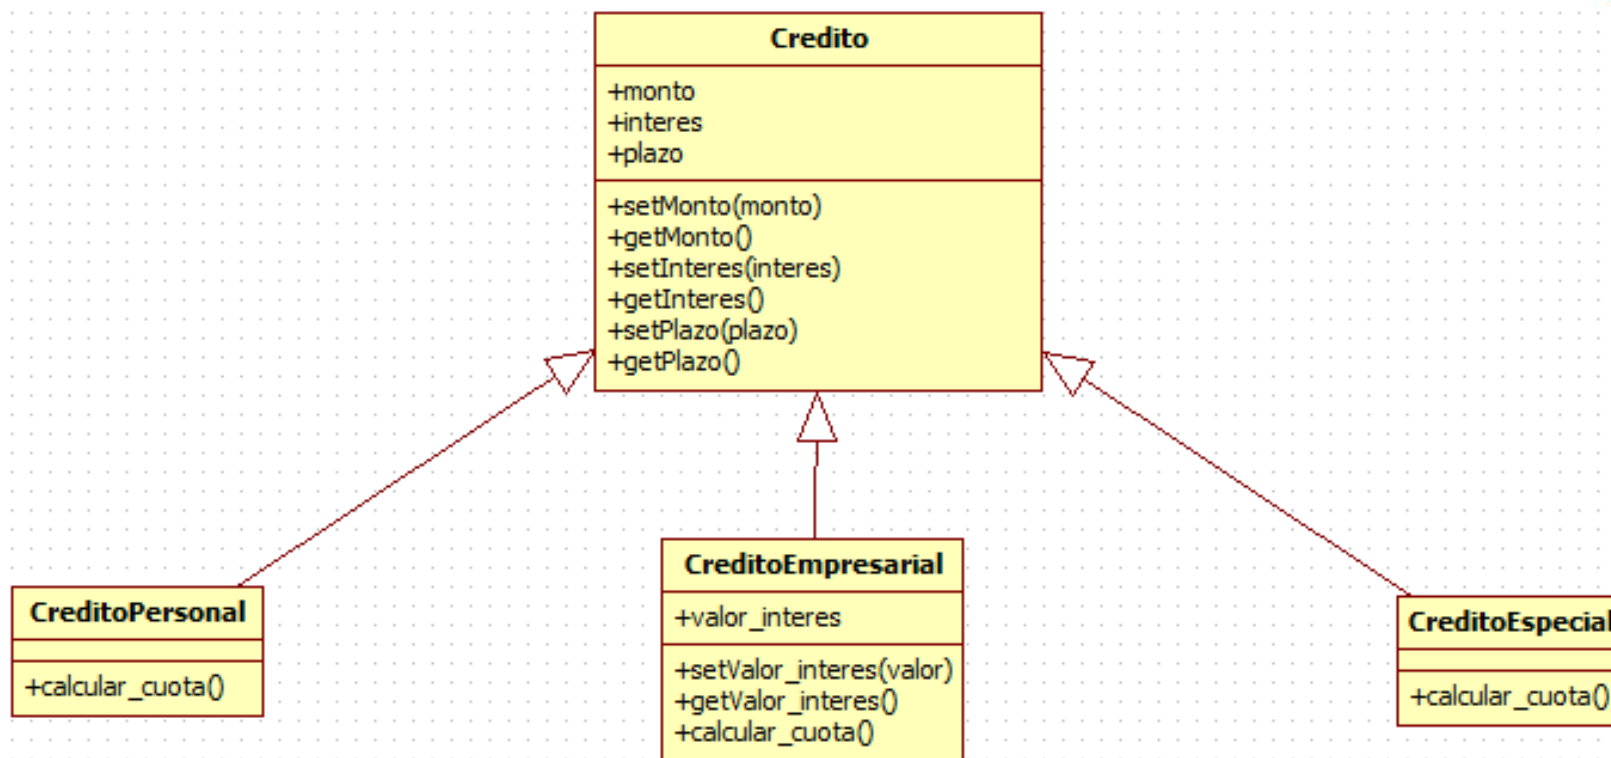 Credito
+monto
+interes
+plazo
+setMonto(monto)
+getMonto()
+setInteres(interes)
+getInteres()
+setPlazo(plazo)
+getPlazo()
CreditoPersonal
+calcular_cuota()
CreditoEmpresarial
+valor_interes
+setValor_interes(valor)
+getValor_interes()
+calcular_cuota()
CreditoEspecial
+calcular_cuota()